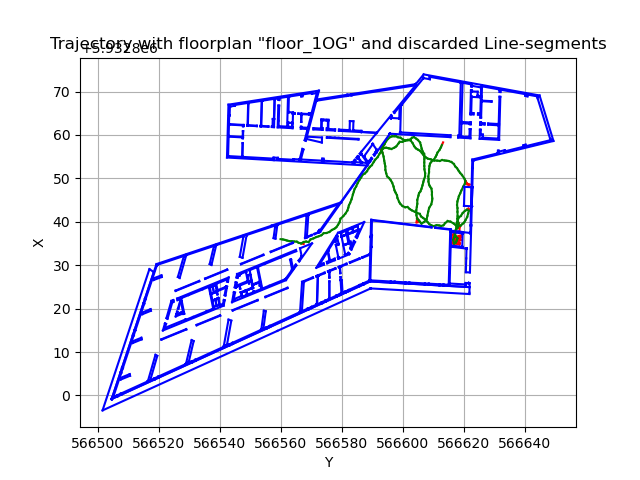 Trajectory with floorplan "floor_1OG" and discarded Line-segments
+5.9328e6
70
60
50
40
30
20
10
0
X
566500 566520 566540 566560 566580 566600 566620 566640
Y